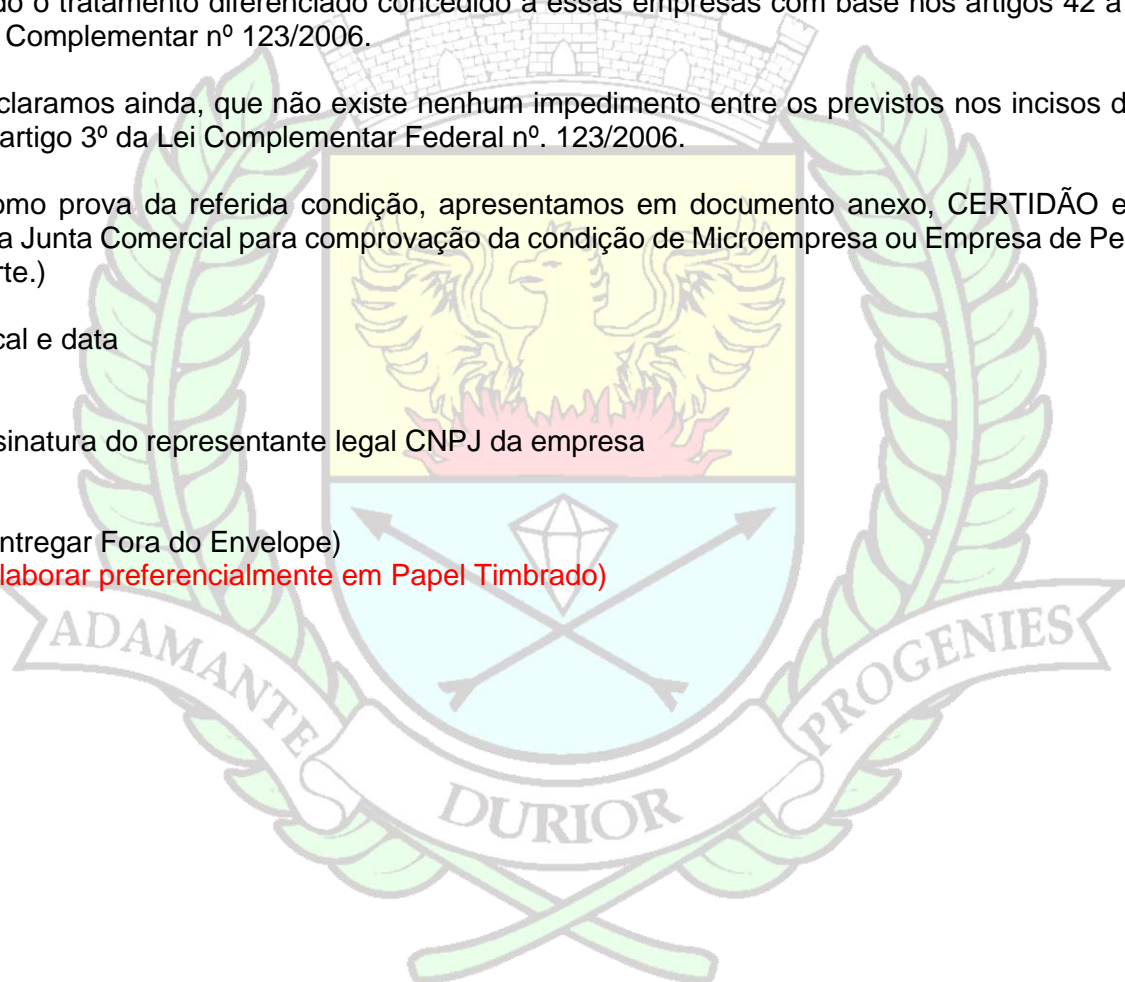 do o tratamento diferenciado concedido a essas empresas com base nos artigos 42 a
Complementar nº 123/2006.
claramos ainda, que não existe nenhum impedimento entre os previstos nos incisos d
artigo 3º da Lei Complementar Federal nº. 123/2006.
omo prova da referida condição, apresentamos em documento anexo, CERTIDÃO e
a Junta Comercial para comprovação da condição de Microempresa ou Empresa de Pe
rte.)
cal e data
sinatura do representante legal CNPJ da empresa
ntregar Fora do Envelope)
laborar preferencialmente em Papel Timbrado)
ADAMANTE
DURIOR
PROGENIES